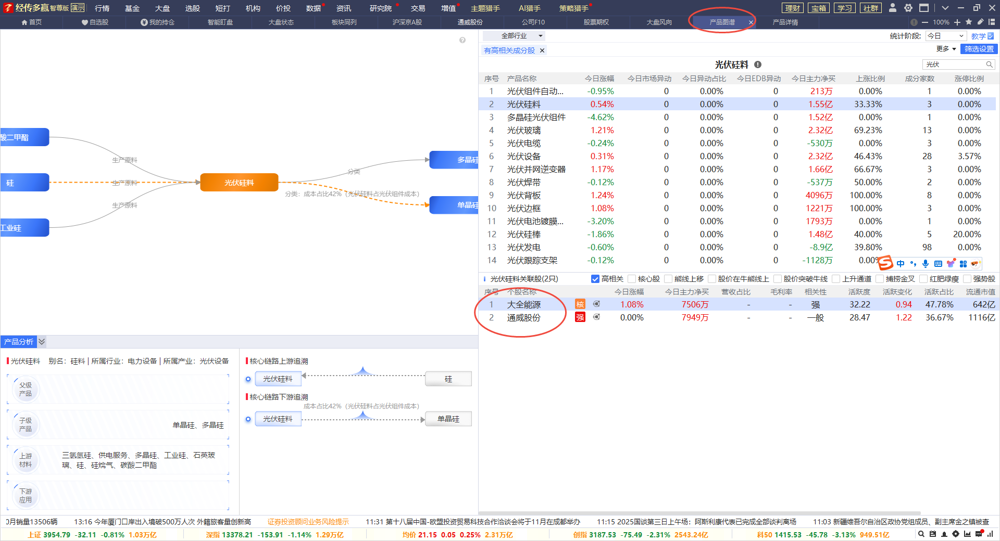 经传多赢 智尊版 演示 行情 基金 大盘 选股 短打 机构 价投 数据 资讯 研究院 交易 增值 主题猎手 AI猎手 策略猎手 理财 宝箱 学习 社群
首页 自选股 我的持仓 智能盯盘 大盘状态 板块同列 沪深京A股 通威股份 公司F10 股票期权 大盘风向 产品图谱 × 产品详情 100%
全部行业 统计阶段: 今日 教学
有高相关成分股 × 更多 筛选设置
光伏硅料 光伏
序号 产品名称 今日涨幅 今日市场异动 今日异动占比 今日EDB异动 今日主力净买 上涨比例 成分家数 涨停比例
1 光伏组件自动... -0.95% 0 0.00% 0 213万 0.00% 1 0.00%
2 光伏硅料 0.54% 0 0.00% 0 1.55亿 33.33% 3 0.00%
3 多晶硅光伏组件 -4.62% 0 0.00% 0 1.52亿 0.00% 1 0.00%
4 光伏玻璃 1.21% 0 0.00% 0 2.32亿 69.23% 13 0.00%
5 光伏电缆 -0.24% 0 0.00% 0 -530万 0.00% 3 0.00%
6 光伏设备 0.31% 0 0.00% 0 2.32亿 46.43% 28 3.57%
7 光伏并网逆变器 1.17% 0 0.00% 0 1.66亿 66.67% 3 0.00%
8 光伏焊带 -0.12% 0 0.00% 0 -537万 50.00% 2 0.00%
9 光伏背板 1.24% 0 0.00% 0 4096万 100.00% 8 0.00%
10 光伏边框 1.08% 0 0.00% 0 1221万 100.00% 3 0.00%
11 光伏电池镀膜... -3.20% 0 0.00% 0 1793万 0.00% 1 0.00%
12 光伏硅棒 -1.86% 0 0.00% 0 1.48亿 40.00% 5 20.00%
13 光伏发电 -0.60% 0 0.00% 0 -8.9亿 39.80% 98 0.00%
14 光伏跟踪支架 -0.12% 0 0.00% 0 -1128万 0.00
中
光伏硅料关联股(2只) 高相关 核心股 能线上移 股价在牛能线上 股价突破牛线 上升通道 捕捞金叉 红肥绿瘦 强势股
序号 个股名称 今日涨幅 今日主力净买 营收占比 毛利率 相关性 活跃度 活跃变化 活跃占比 流通市值
1 大全能源 核 1.08% 7506万 - - 强 32.22 0.94 47.78% 642亿
2 通威股份 强 0.00% 7949万 - - 一般 28.47 1.22 36.67% 1116亿
酸二甲酯
生产原料
多晶硅
分类
硅
生产原料
光伏硅料
分类：成本占比42%（光伏硅料占光伏组件成本）
单晶硅
生产原料
工业硅
产品分析
光伏硅料 别名：硅料 | 所属行业：电力设备 | 所属产业：光伏设备
父级
产品
子级
产品
单晶硅、多晶硅
上游
材料
三氢氢硅、供电服务、多晶硅、工业硅、石英玻
璃、硅、硅烷气、碳酸二甲酯
下游
应用
核心链路上游追溯
光伏硅料 硅
核心链路下游追溯
成本占比42%（光伏硅料占光伏组件成本）
光伏硅料 单晶硅
0月销量13506辆 13:16 今年厦门口岸出入境破500万人次 外籍旅客量创新高 证券投资顾问业务风险提示 11:31 第十八届中国-欧盟投资贸易科技合作洽谈会将于11月在成都举办 11:15 2025国谈第三日上午场：阿斯利康代表已完成全部谈判离场 11:03 新疆维吾尔自治区政协党组成员、副主席金之镇被查
上证 3954.79 -32.11 -0.81% 1.03万亿 深指 13378.21 -153.91 -1.14% 1.29万亿 均价 21.15 0.05 0.25% 2.31万亿 创指 3187.53 -75.49 -2.31% 2543.24亿 科50 1415.53 -45.78 -3.13% 949.51亿